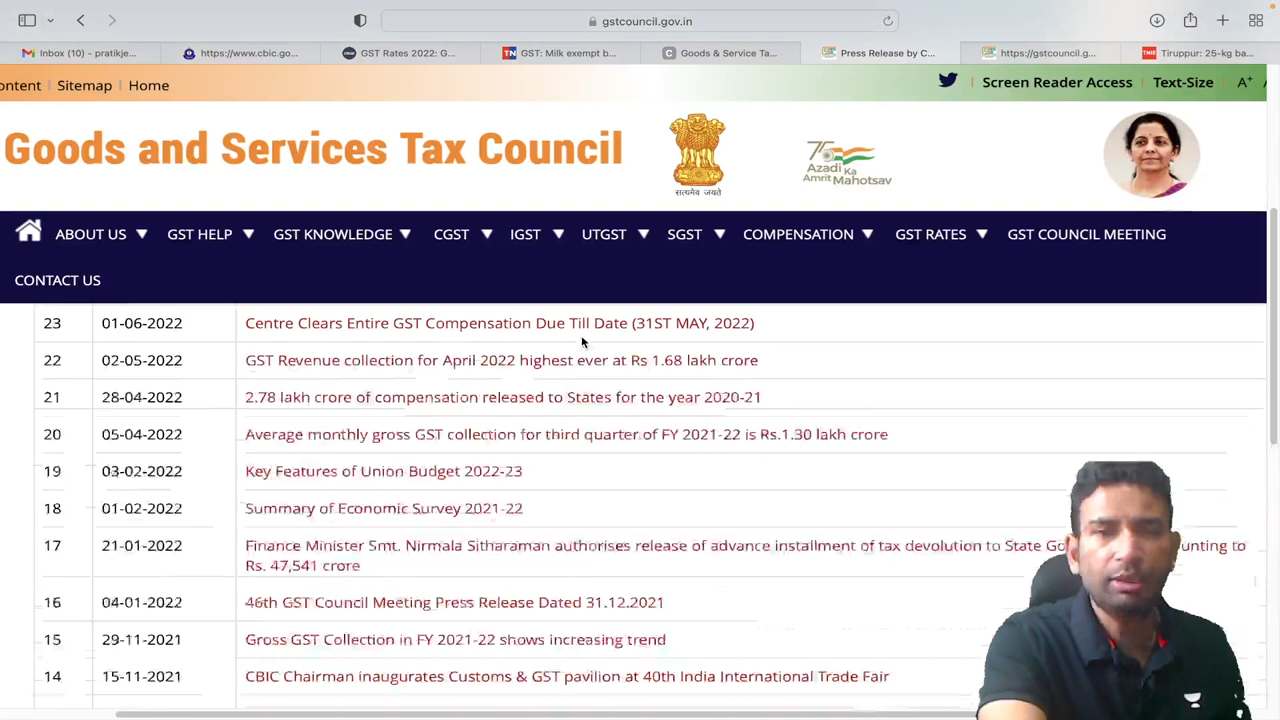 gstcouncil.gov.in
Inbox (10) – pratikje...
https://www.cbic.go...
clear
GST Rates 2022: G...
TN
GST: Milk exempt b...
C
Goods & Service Ta...
Press Release by C...
https://gstcouncil.g...
TNIE
Tiruppur: 25-kg ba...
ontent
Sitemap
Home
Screen Reader Access
Text-Size
A+
Goods and Services Tax Council
सत्यमेव जयते
75
Azadi Ka
Amrit Mahotsav
ABOUT US
GST HELP
GST KNOWLEDGE
CGST
IGST
UTGST
SGST
COMPENSATION
GST RATES
GST COUNCIL MEETING
CONTACT US
23 01-06-2022 Centre Clears Entire GST Compensation Due Till Date (31ST MAY, 2022)
22 02-05-2022 GST Revenue collection for April 2022 highest ever at Rs 1.68 lakh crore
21 28-04-2022 2.78 lakh crore of compensation released to States for the year 2020-21
20 05-04-2022 Average monthly gross GST collection for third quarter of FY 2021-22 is Rs.1.30 lakh crore
19 03-02-2022 Key Features of Union Budget 2022-23
18 01-02-2022 Summary of Economic Survey 2021-22
17 21-01-2022 Finance Minister Smt. Nirmala Sitharaman authorises release of advance installment of tax devolution to State Go unting to
Rs. 47,541 crore
16 04-01-2022 46th GST Council Meeting Press Release Dated 31.12.2021
15 29-11-2021 Gross GST Collection in FY 2021-22 shows increasing trend
14 15-11-2021 CBIC Chairman inaugurates Customs & GST pavilion at 40th India International Trade Fair